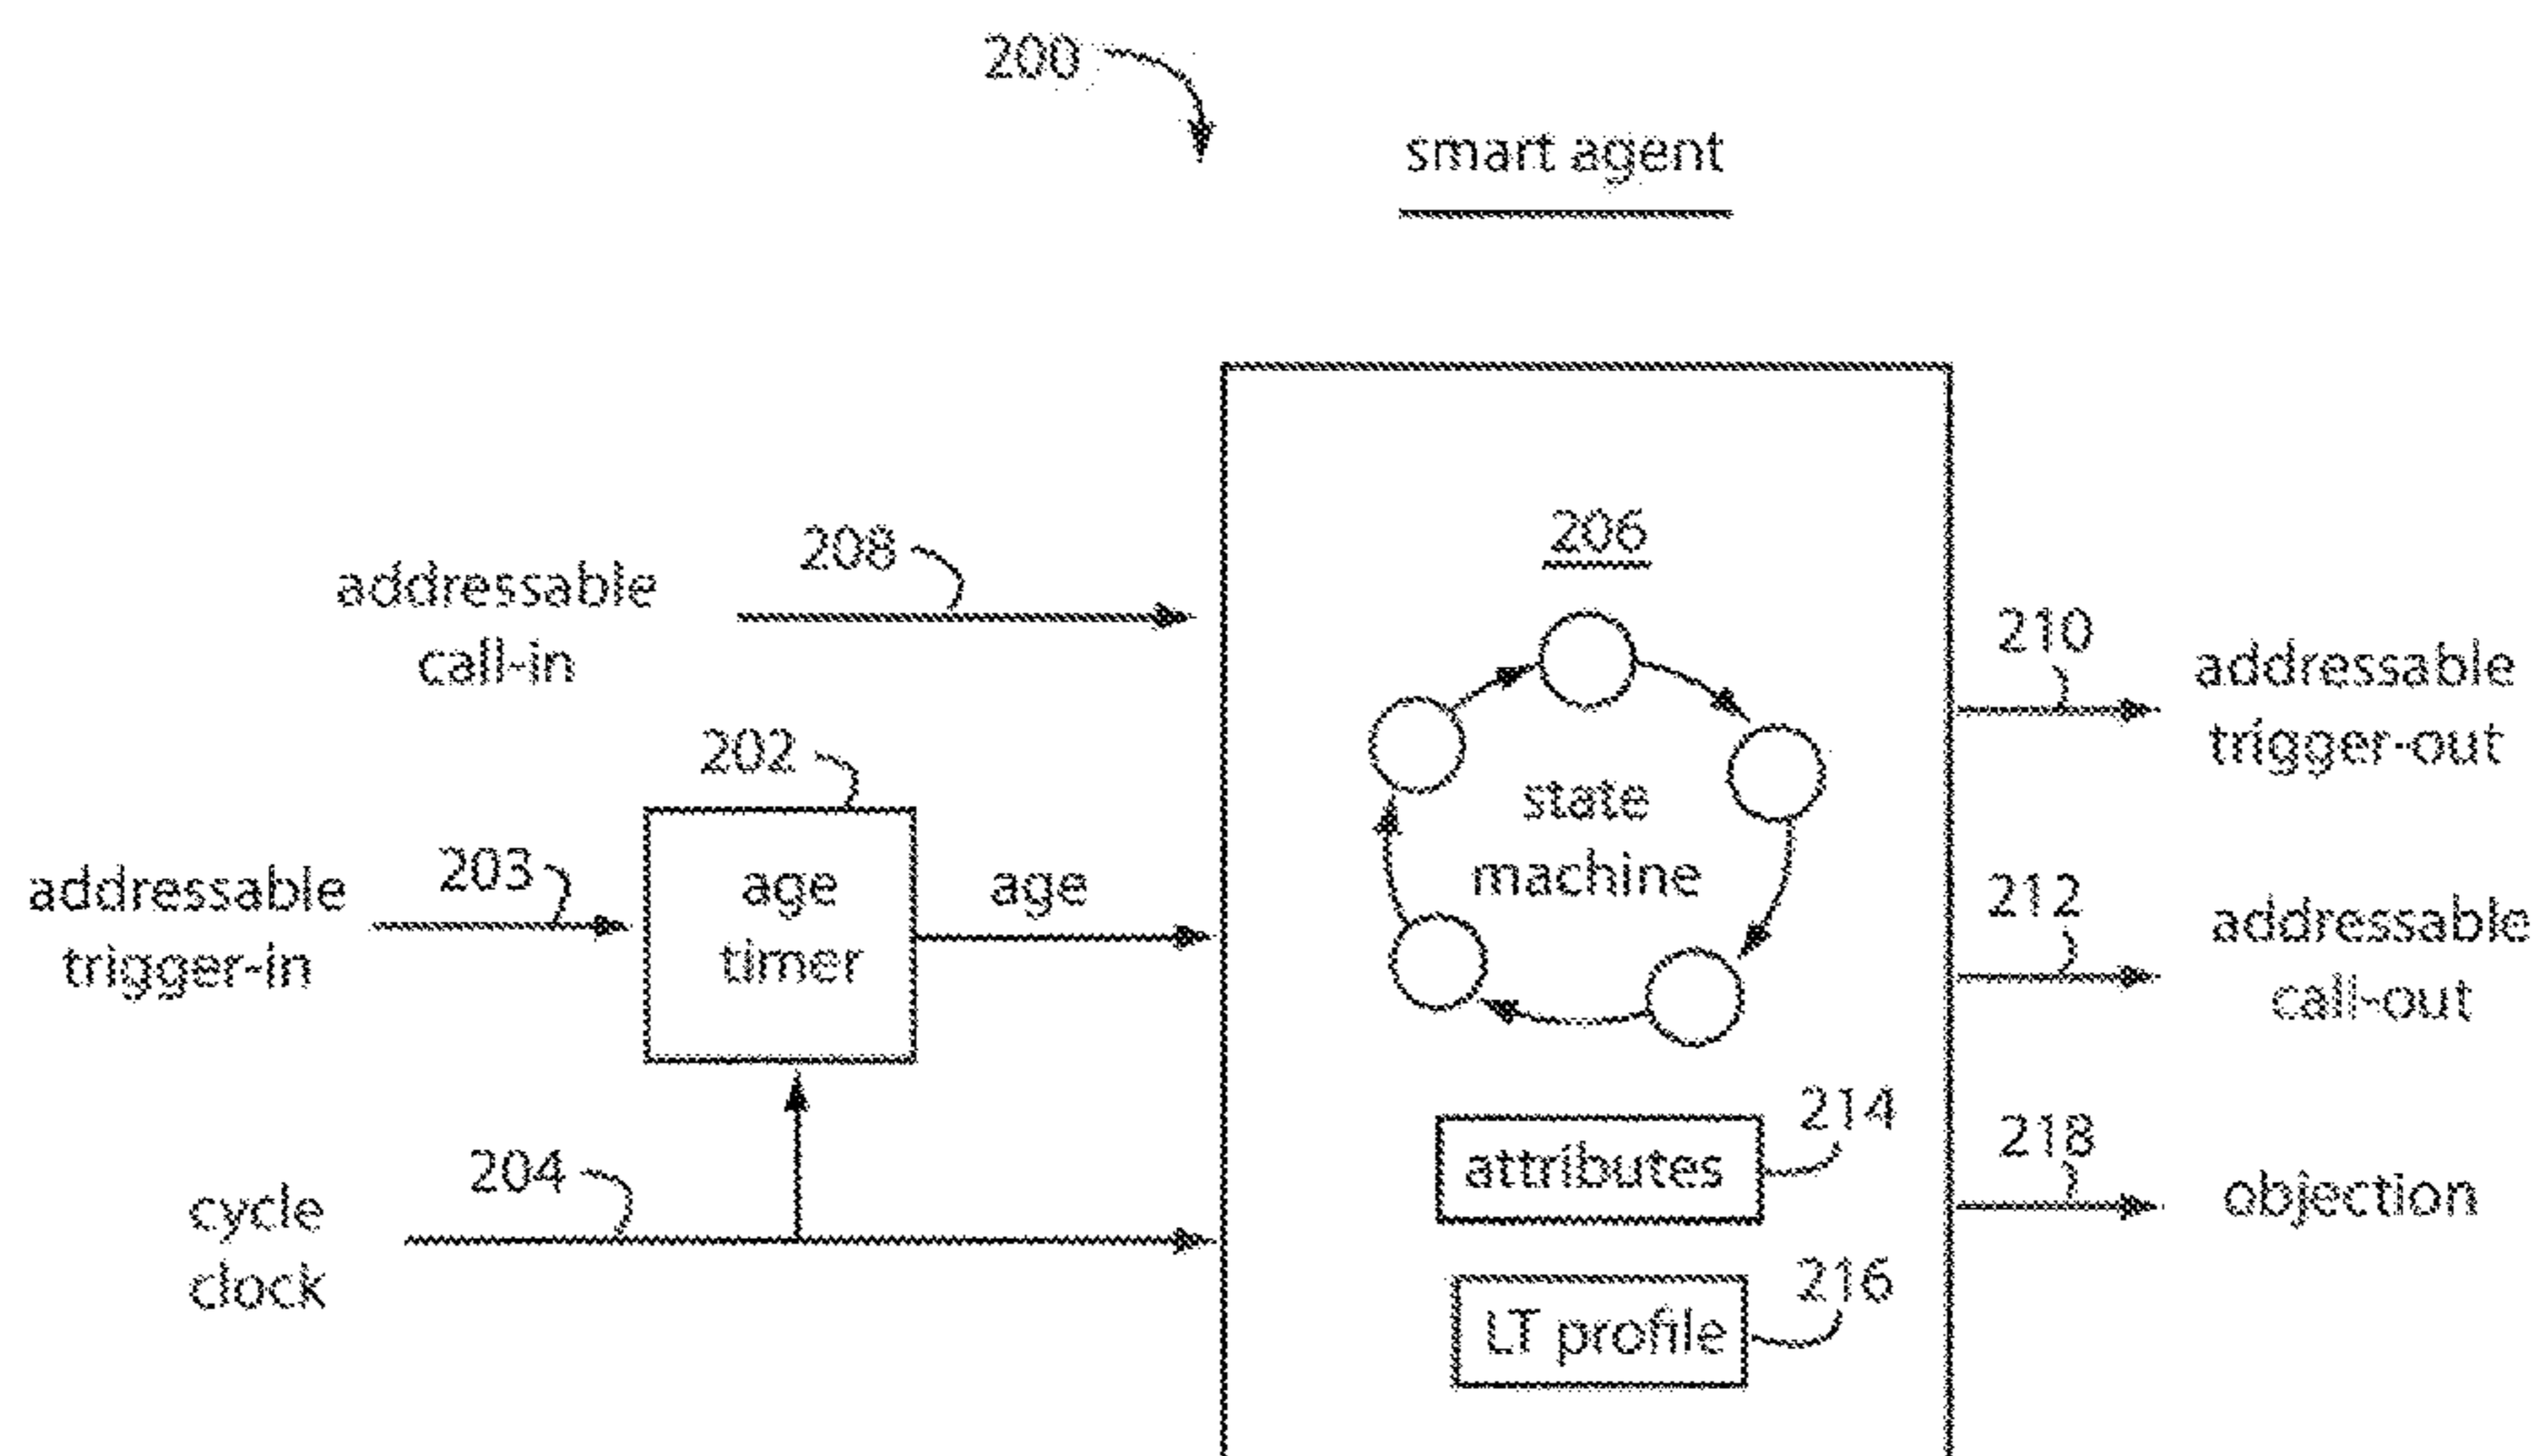 200
smart agent
206
208
addressable
call-in
210
addressable
trigger-out
202
state
machine
203
addressable
trigger-in
age
timer
age
212
addressable
call-out
204
cycle
clock
attributes
214
218
objection
LT profile
216